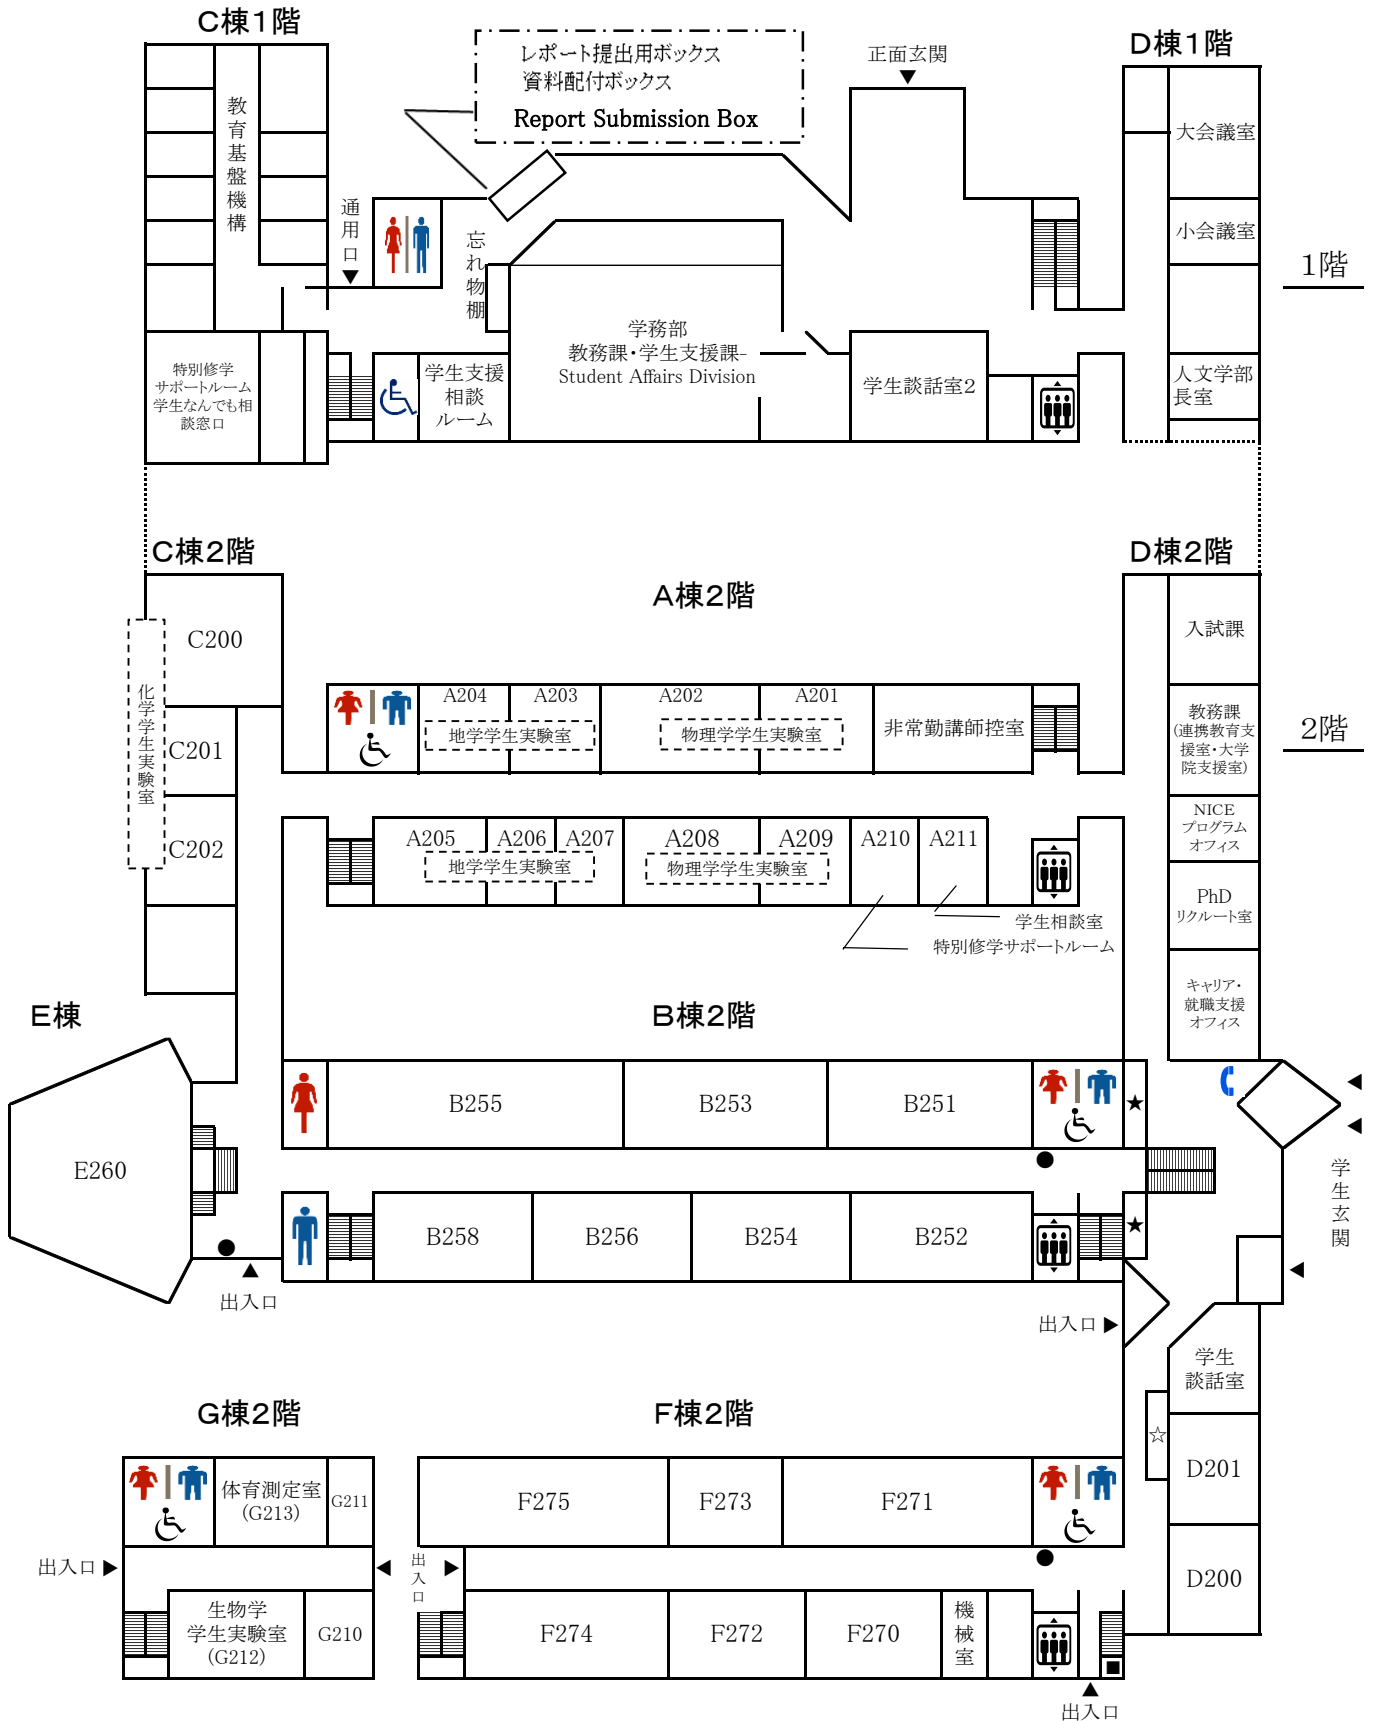 C棟1階
レポート提出用ボックス
資料配付ボックス
Report Submission Box
正面玄関
D棟1階
教育基盤機構
通用口
忘れ物棚
大会議室
小会議室
1階
学務部
教務課・学生支援課-
Student Affairs Division
特別修学
サポートルーム
学生なんでも相
談窓口
学生支援
相談
ルーム
学生談話室2
人文学部
長室
C棟2階
A棟2階
D棟2階
C200
化学学生実験室
C201
C202
A204
A203
A202
A201
地学学生実験室
物理学学生実験室
非常勤講師控室
入試課
教務課
(連携教育支
援室・大学
院支援室)
2階
A205
A206
A207
A208
A209
A210
A211
地学学生実験室
物理学学生実験室
NICE
プログラム
オフィス
PhD
リクルート室
学生相談室
特別修学サポートルーム
キャリア・
就職支援
オフィス
E棟
B棟2階
E260
B255
B253
B251
★
学生玄関
B258
B256
B254
B252
★
出入口
出入口
学生
談話室
G棟2階
F棟2階
☆
体育測定室
(G213)
G211
F275
F273
F271
D201
出入口
出入口
D200
生物学
学生実験室
(G212)
G210
F274
F272
F270
機械室
出入口